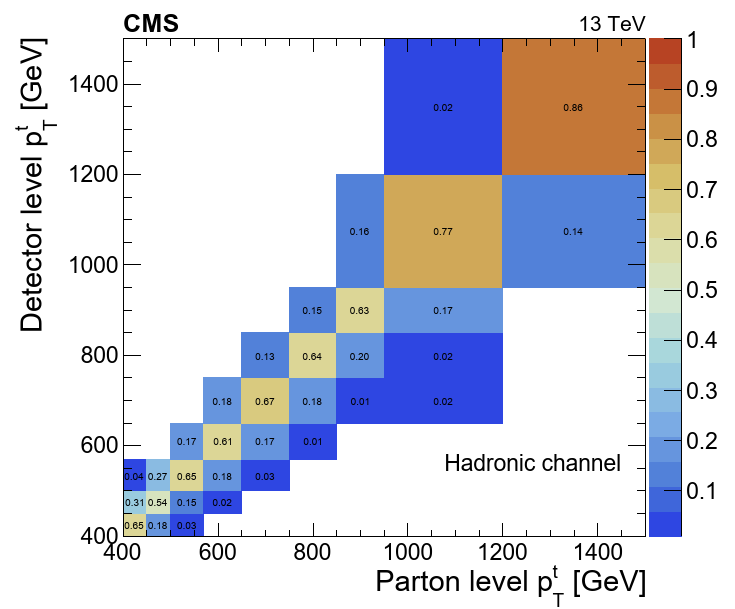 CMS 13 TeV
Detector level p_T^t [GeV]
1400
1200
1000
800
600
400
0.02 0.86
0.16 0.77 0.14
0.15 0.63 0.17
0.13 0.64 0.20 0.02
0.18 0.67 0.18 0.01 0.02
0.17 0.61 0.17 0.01
0.04 0.27 0.65 0.18 0.03
0.31 0.54 0.15 0.02
0.65 0.18 0.03
Hadronic channel
400 600 800 1000 1200 1400
Parton level p_T^t [GeV]
1
0.9
0.8
0.7
0.6
0.5
0.4
0.3
0.2
0.1